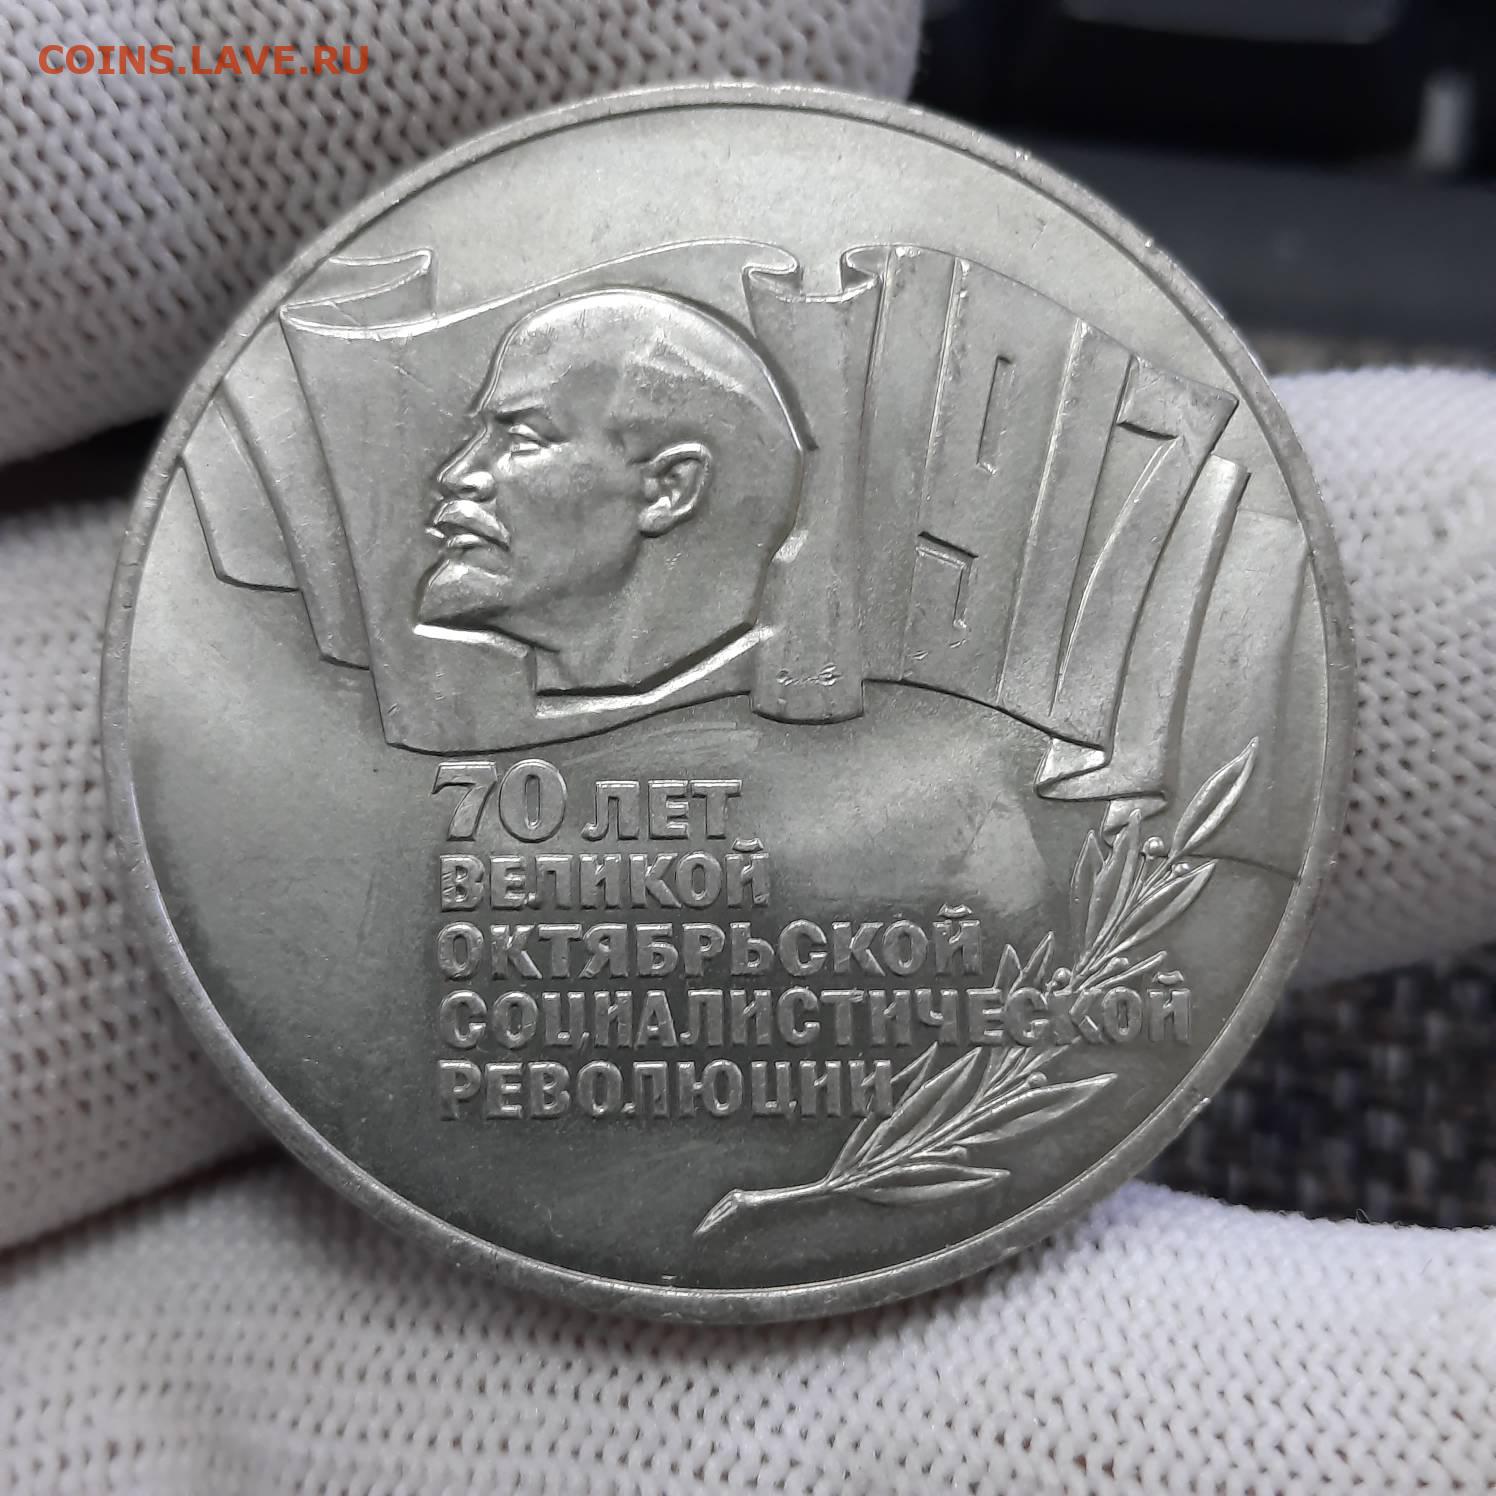 COINS.LAVE.RU
1917
70 ЛЕТ
ВЕЛИКОЙ
ОКТЯБРЬСКОЙ
СОЦИАЛИСТИЧЕСКОЙ
РЕВОЛЮЦИИ